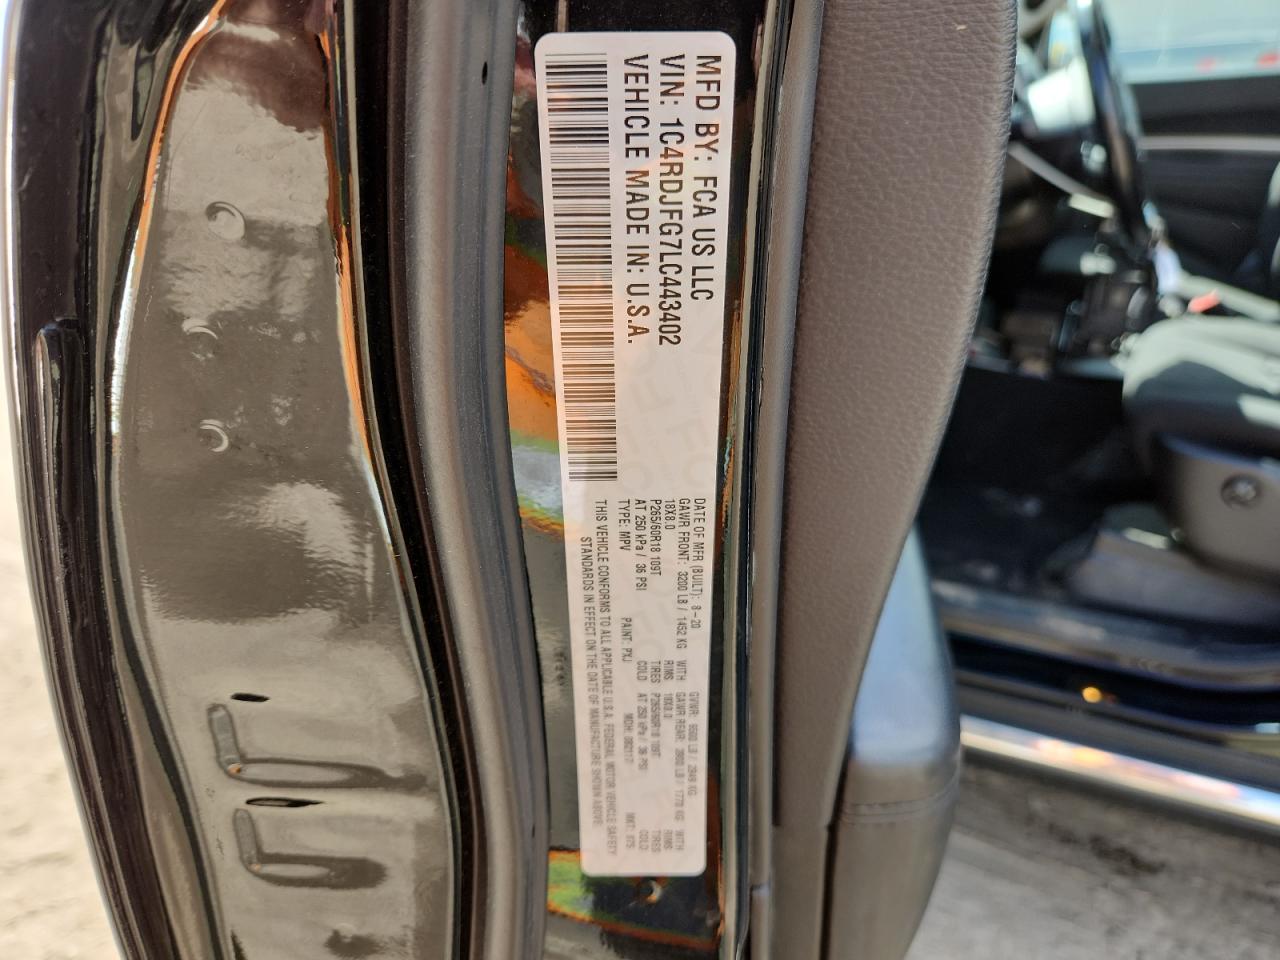 MFD BY: FCA US LLC
VIN: 1C4RDJFG7LC443402
VEHICLE MADE IN: U.S.A.
DATE OF MFR (BUILT): 8-20 GVWR: 6500 LB / 2949 KG
GAWR FRONT: 3200 LB / 1452 KG WITH GAWR REAR: LB / KG WITH
18X8.0 RIMS 18X8.0 RIMS
P265/60R18 109T TIRES P265/60R18 109T TIRES
AT 250 kPa / 36 PSI COLD AT 250 kPa / 36 PSI COLD
TYPE: MPV PAINT: PXJ MDH: MKT:
THIS VEHICLE CONFORMS TO ALL APPLICABLE U.S.A. FEDERAL MOTOR VEHICLE SAFETY
STANDARDS IN EFFECT ON THE DATE OF MANUFACTURE SHOWN ABOVE.